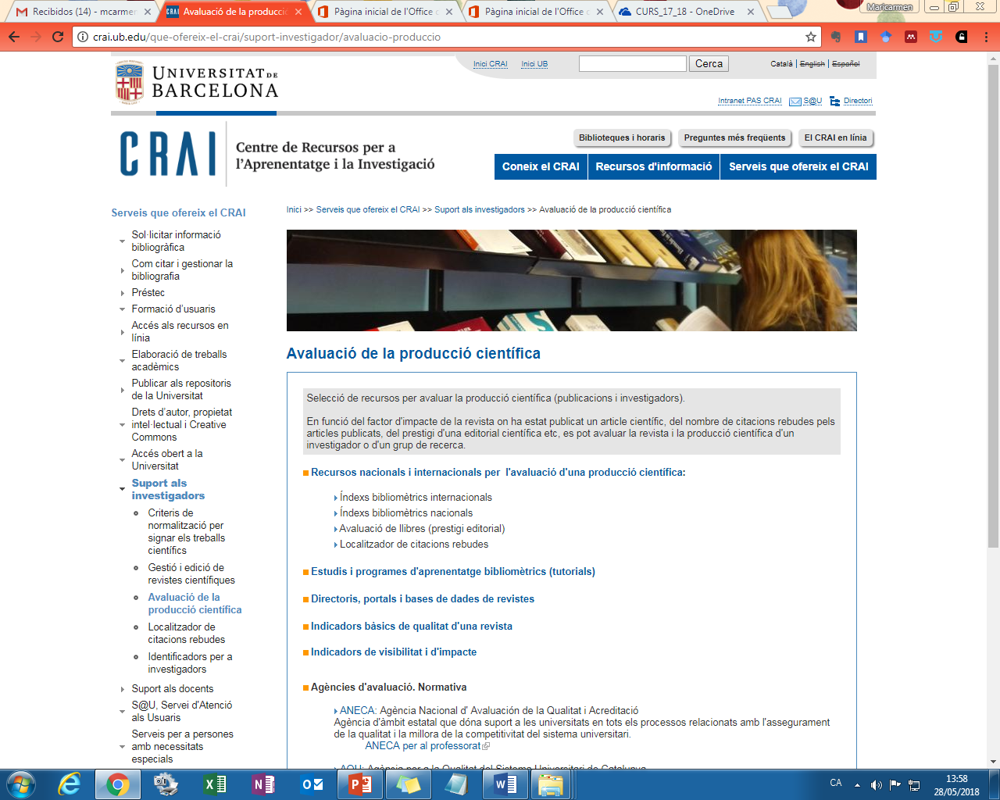 Recibidos (14) - mcarmen
Avaluació de la producció
Pàgina inicial de l'Office
Pàgina inicial de l'Office
CURS_17_18 - OneDrive
Maricarmen
crai.ub.edu/que-ofereix-el-crai/suport-investigador/avaluacio-produccio
UNIVERSITAT DE
BARCELONA
Inici CRAI
Inici UB
Cerca
Català | English | Español
Intranet PAS CRAI
S@U
Directori
CRAI
Centre de Recursos per a
l'Aprenentatge i la Investigació
Biblioteques i horaris
Preguntes més freqüents
El CRAI en línia
Coneix el CRAI
Recursos d'informació
Serveis que ofereix el CRAI
Serveis que ofereix el CRAI
Sol·licitar informació
bibliogràfica
Com citar i gestionar la
bibliografia
Préstec
Formació d'usuaris
Accés als recursos en
línia
Elaboració de treballs
acadèmics
Publicar als repositoris
de la Universitat
Drets d'autor, propietat
intel·lectual i Creative
Commons
Accés obert a la
Universitat
Suport als
investigadors
Criteris de
normalització per
signar els treballs
científics
Gestió i edició de
revistes científiques
Avaluació de la
producció científica
Localitzador de
citacions rebudes
Identificadors per a
investigadors
Suport als docents
S@U, Servei d'Atenció
als Usuaris
Serveis per a persones
amb necessitats
especials
Inici >> Serveis que ofereix el CRAI >> Suport als investigadors >> Avaluació de la producció científica
Avaluació de la producció científica
Selecció de recursos per avaluar la producció científica (publicacions i investigadors).
En funció del factor d'impacte de la revista on ha estat publicat un article científic, del nombre de citacions rebudes pels
articles publicats, del prestigi d'una editorial científica etc, es pot avaluar la revista i la producció científica d'un
investigador o d'un grup de recerca.
Recursos nacionals i internacionals per l'avaluació d'una producció científica:
Índexs bibliomètrics internacionals
Índexs bibliomètrics nacionals
Avaluació de llibres (prestigi editorial)
Localitzador de citacions rebudes
Estudis i programes d'aprenentatge bibliomètrics (tutorials)
Directoris, portals i bases de dades de revistes
Indicadors bàsics de qualitat d'una revista
Indicadors de visibilitat i d'impacte
Agències d'avaluació. Normativa
ANECA: Agència Nacional d' Avaluación de la Qualitat i Acreditació
Agència d'àmbit estatal que dóna suport a les universitats en tots els processos relacionats amb l'assegurament
de la qualitat i la millora de la competitivitat del sistema universitari.
ANECA per al professorat
AQU: Agència per a la Qualitat del Sistema Universitari de Catalunya
CA
13:58
28/05/2018